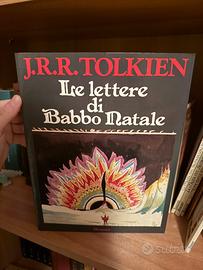 J.R.R. TOLKIEN
Le lettere
di
Babbo Natale
SUBITO